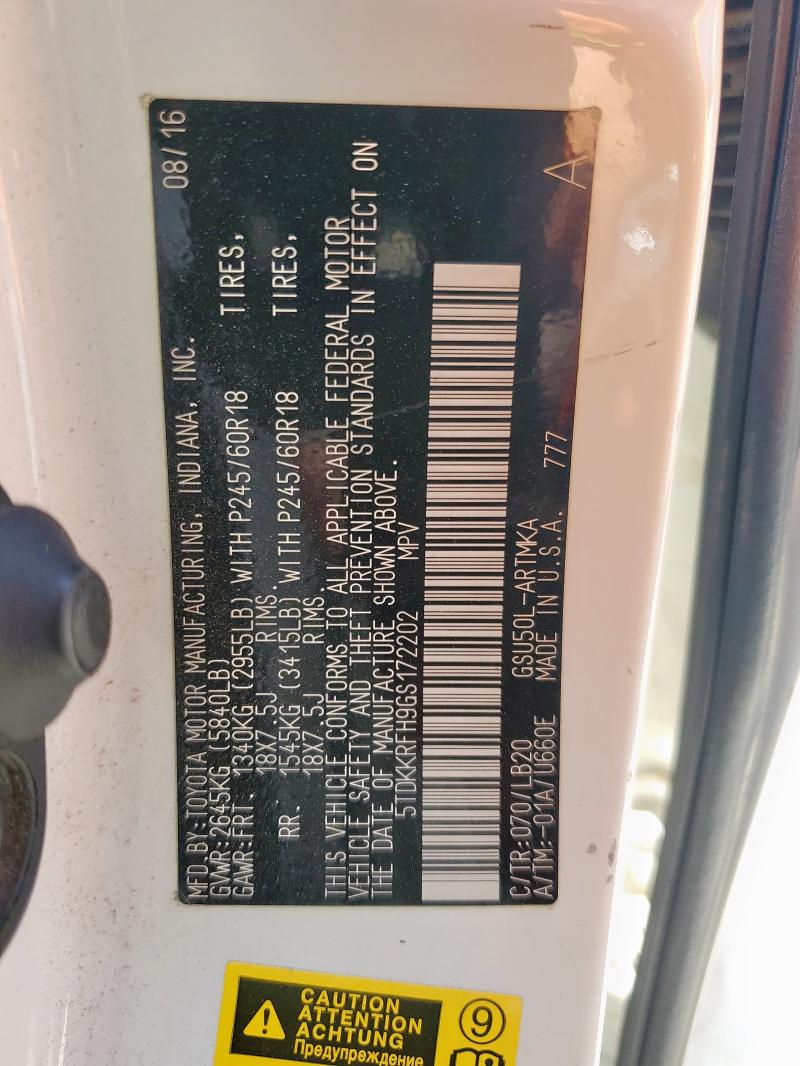 MFD.BY:TOYOTA MOTOR MANUFACTURING, INDIANA, INC. 08/16
GVWR:2645KG (5840LB)
GAWR:FRT 1340KG (2955LB) WITH P245/60R18 TIRES,
18X7.5J RIMS.
RR. 1545KG (3415LB) WITH P245/60R18 TIRES,
18X7.5J RIMS.
THIS VEHICLE CONFORMS TO ALL APPLICABLE FEDERAL MOTOR
VEHICLE SAFETY AND THEFT PREVENTION STANDARDS IN EFFECT ON
THE DATE OF MANUFACTURE SHOWN ABOVE.
5TDKKRFH9GS172202 MPV
C/TR:070/LB20 GSU50L-ARTMKA 777 A
A/TM:-01A/U660E MADE IN U.S.A.
CAUTION
ATTENTION
ACHTUNG
Предупреждение
9